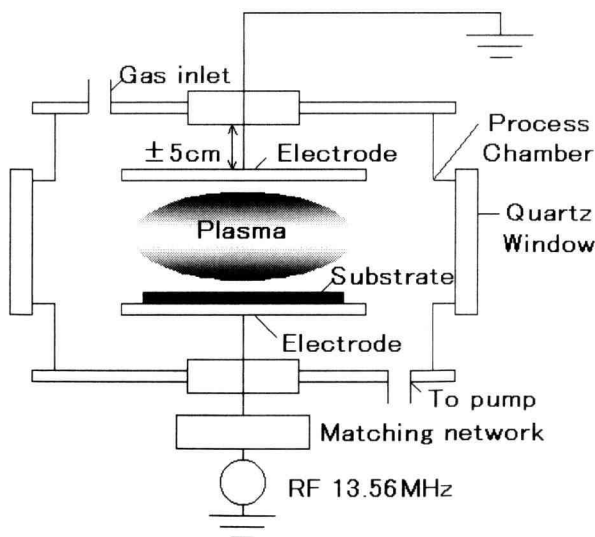 Gas inlet
±5cm
Electrode
Process
Chamber
Quartz
Window
Plasma
Substrate
Electrode
To pump
Matching network
RF 13.56MHz